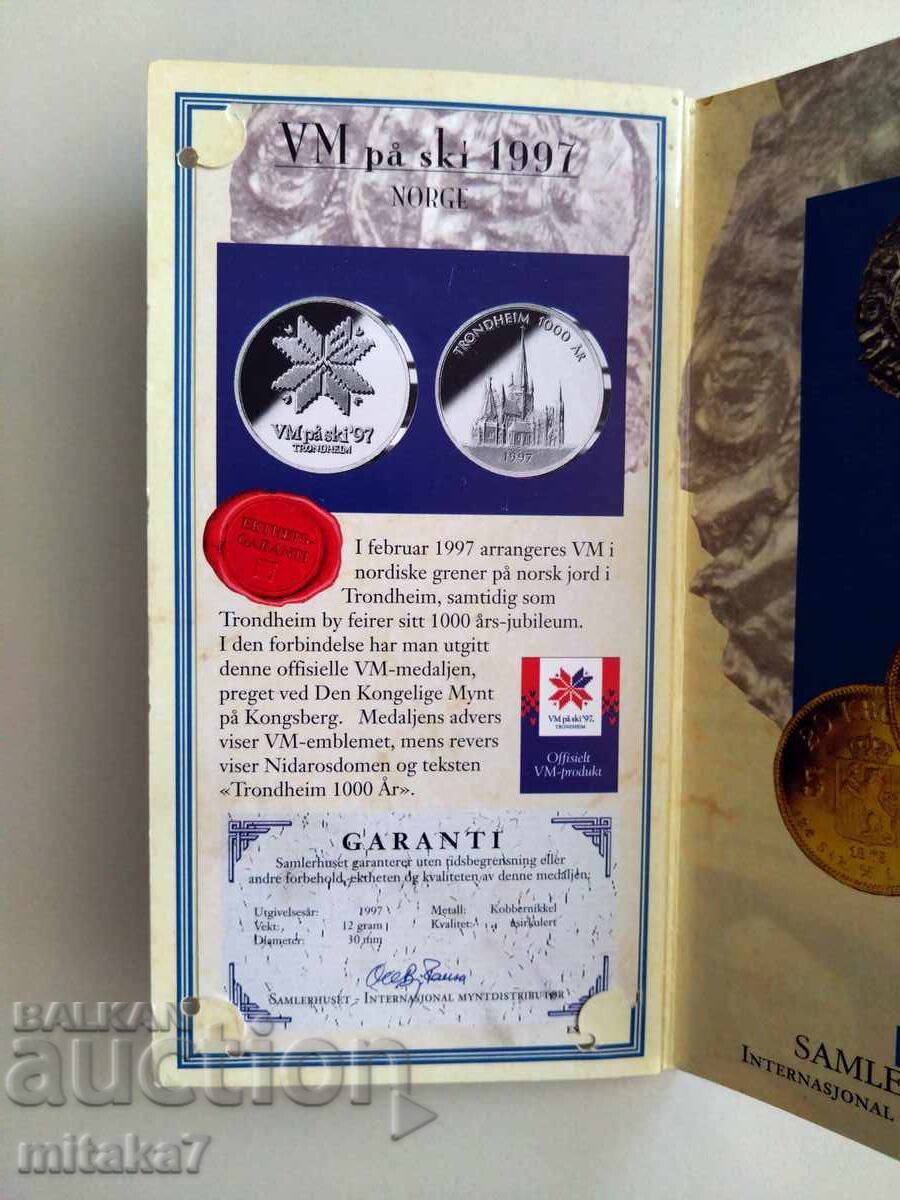 VM på ski 1997
NORGE
VM på ski '97
TRONDHEIM
TRONDHEIM 1000 ÅR
1997
EKTHETS-
GARANTI
I februar 1997 arrangeres VM i
nordiske grener på norsk jord i
Trondheim, samtidig som
Trondheim by feirer sitt 1000 års-jubileum.
I den forbindelse har man utgitt
denne offisielle VM-medaljen,
preget ved Den Kongelige Mynt
på Kongsberg. Medaljens advers
viser VM-emblemet, mens revers
viser Nidarosdomen og teksten
«Trondheim 1000 År».
VM på ski '97
TRONDHEIM
Offisielt
VM-produkt
GARANTI
Samlerhuset garanterer uten tidsbegrensning eller
andre forbehold, ektheten og kvaliteten av denne medaljen:
Utgivelsesår: 1997 Metall: Kobbernikkel
Vekt: 12 gram Kvalitet: usirkulert
Diameter: 30 mm
SAMLERHUSET - INTERNASJONAL MYNTDISTRIBUTØR
SAMLE
INTERNASJONAL
BALKAN
auction
mitaka7